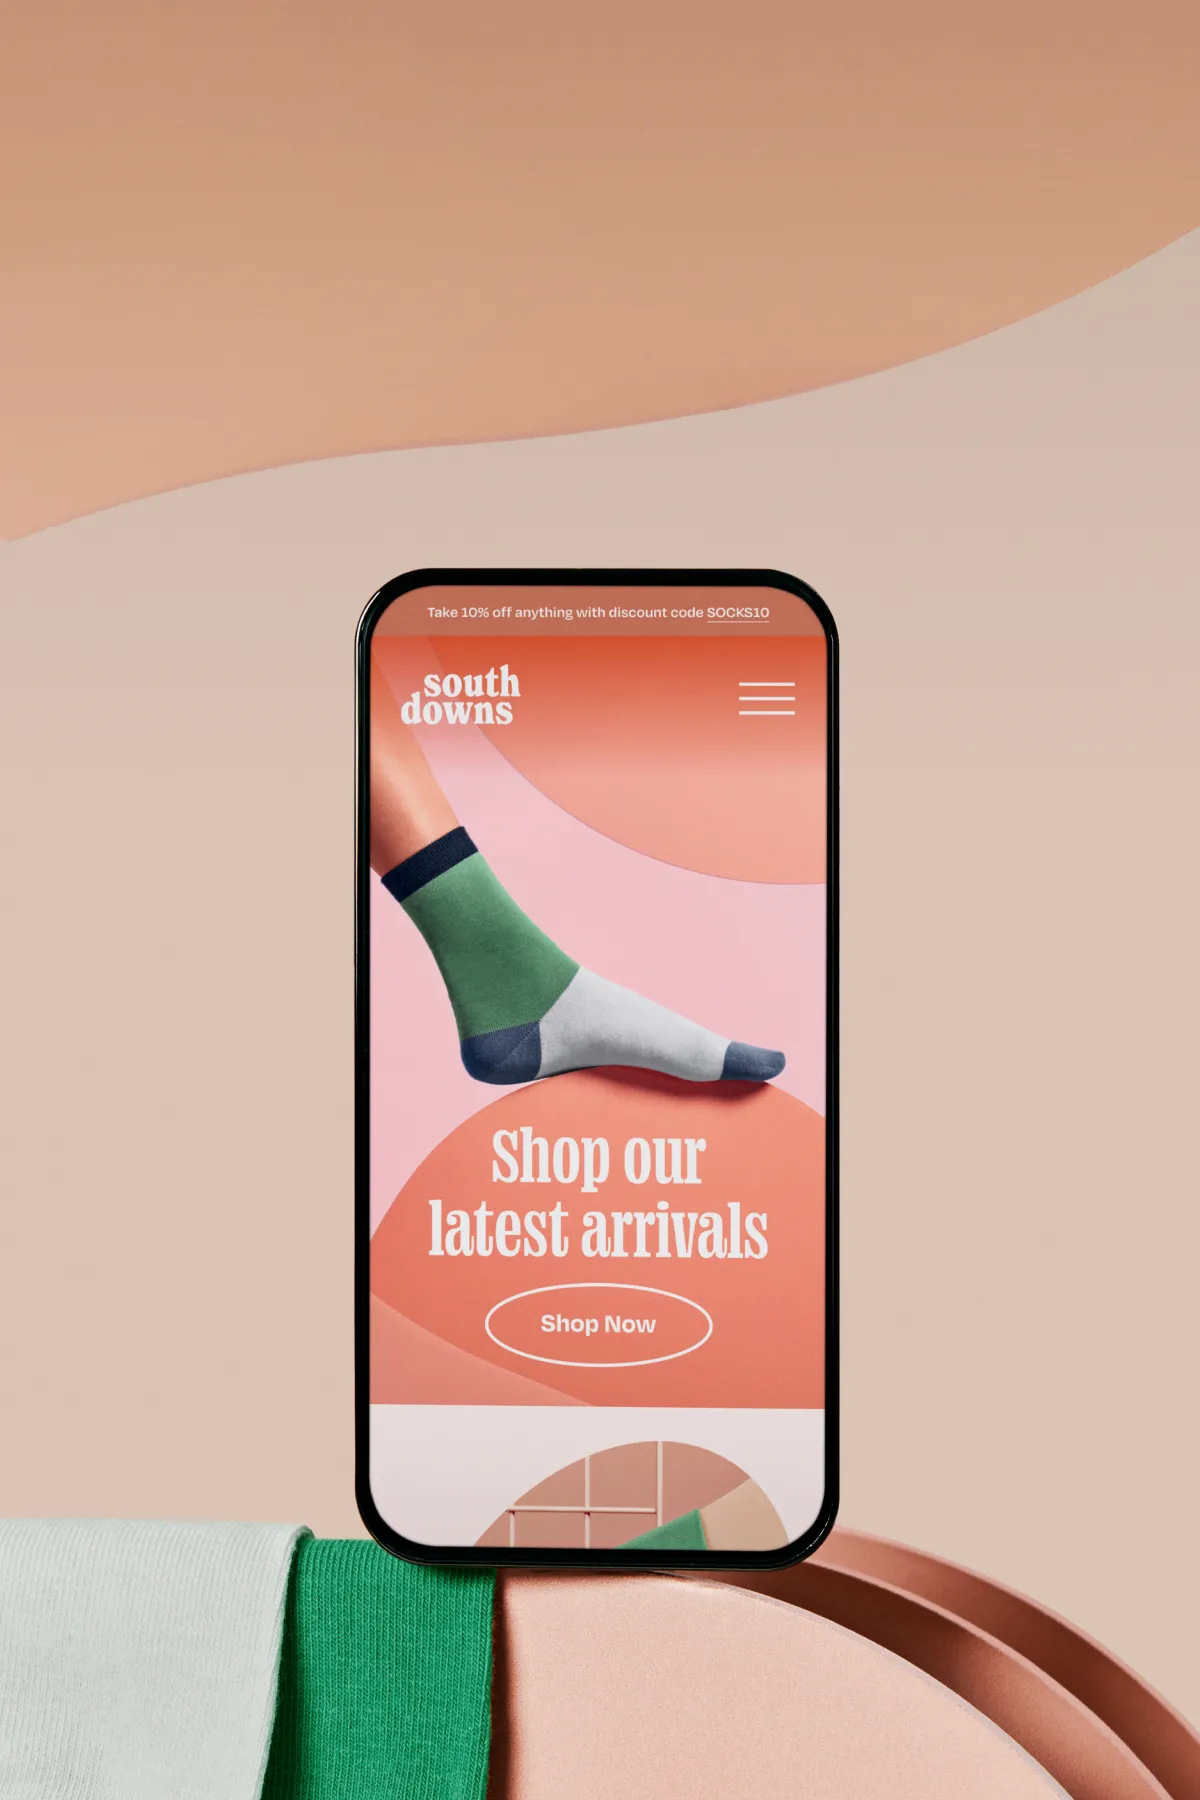 Take 10% off anything with discount code SOCKS10
south
downs
Shop our
latest arrivals
Shop Now